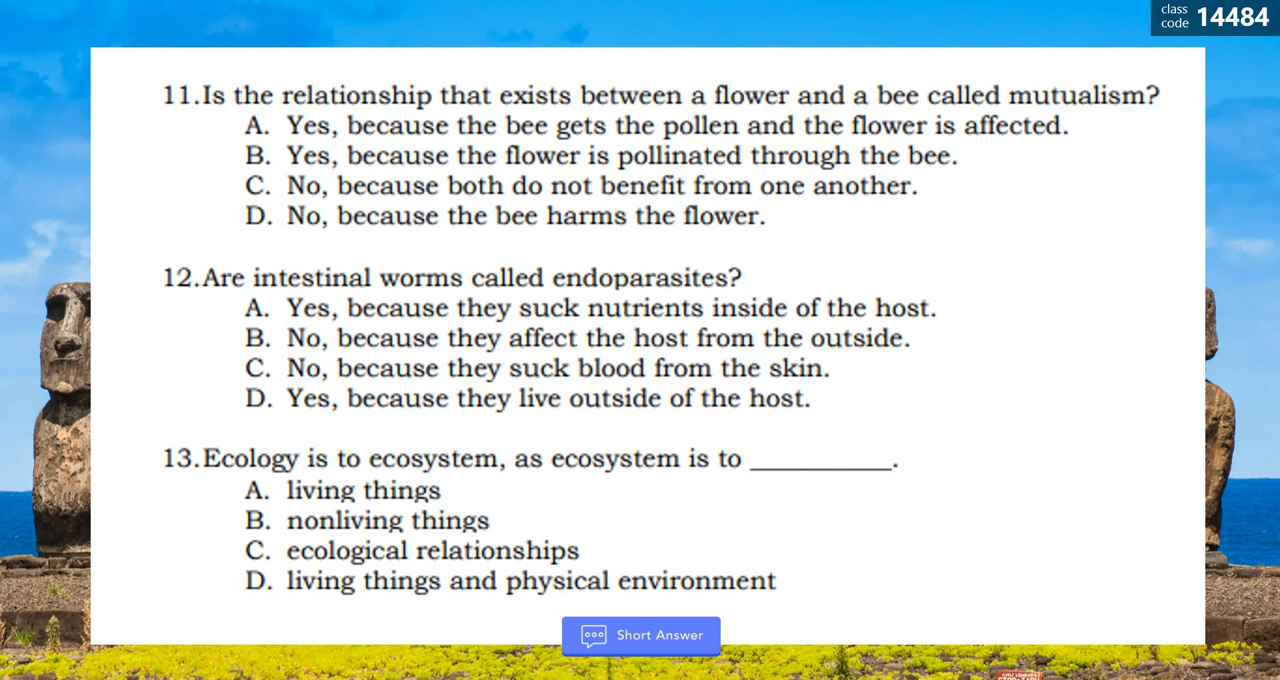 class
code 14484
11.Is the relationship that exists between a flower and a bee called mutualism?
A. Yes, because the bee gets the pollen and the flower is affected.
B. Yes, because the flower is pollinated through the bee.
C. No, because both do not benefit from one another.
D. No, because the bee harms the flower.
12.Are intestinal worms called endoparasites?
A. Yes, because they suck nutrients inside of the host.
B. No, because they affect the host from the outside.
C. No, because they suck blood from the skin.
D. Yes, because they live outside of the host.
13.Ecology is to ecosystem, as ecosystem is to __________.
A. living things
B. nonliving things
C. ecological relationships
D. living things and physical environment
Short Answer